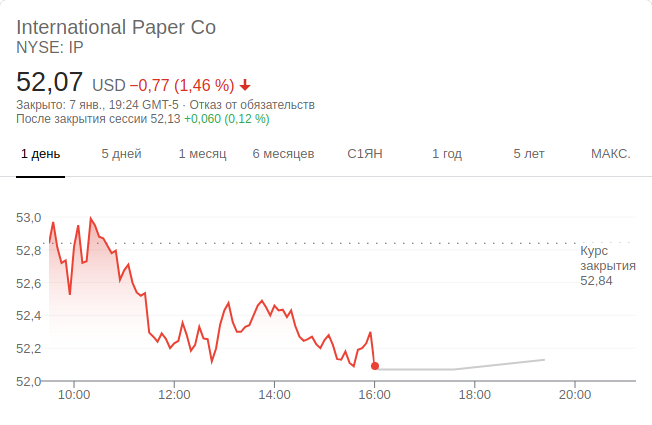 International Paper Co
NYSE: IP
52,07 USD −0,77 (1,46 %)
Закрыто: 7 янв., 19:24 GMT-5 · Отказ от обязательств
После закрытия сессии 52,13 +0,060 (0,12 %)
1 день 5 дней 1 месяц 6 месяцев С1ЯН 1 год 5 лет МАКС.
53,0
52,8
Курс
закрытия
52,84
52,6
52,4
52,2
52,0
10:00 12:00 14:00 16:00 18:00 20:00